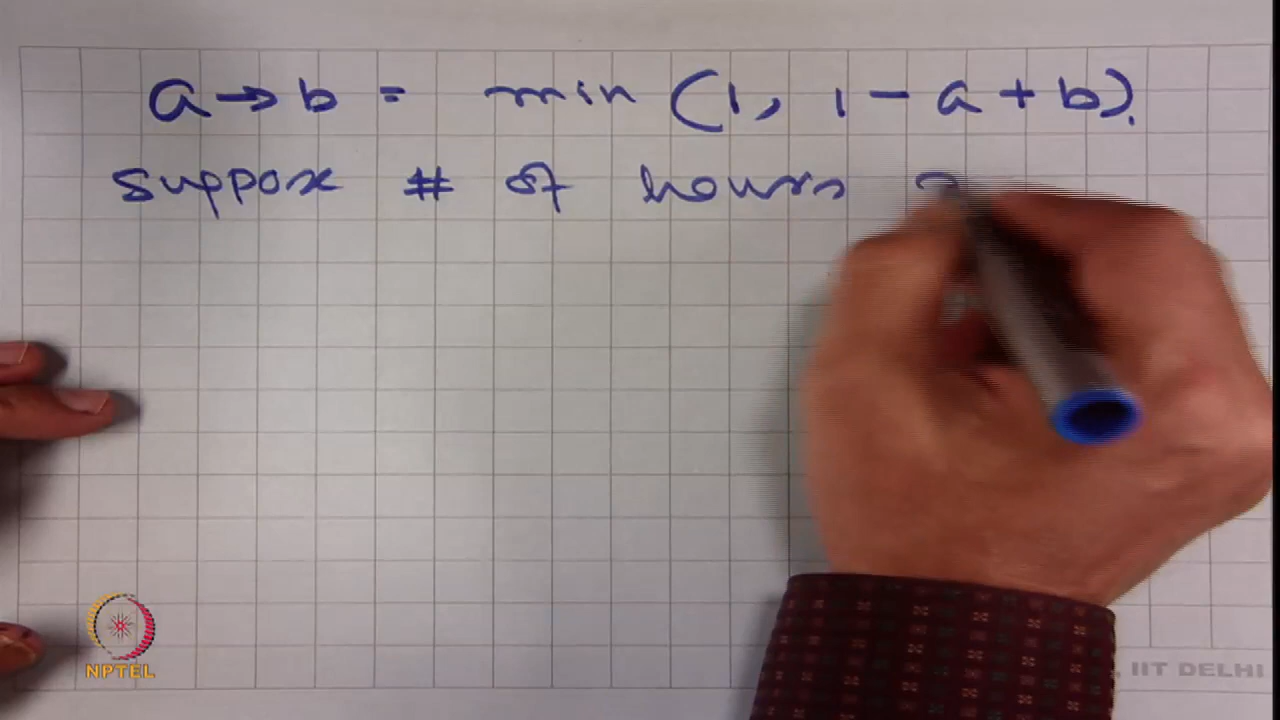 a → b = min (1, 1 - a + b).
Suppose # of hours
NPTEL
IIT DELHI